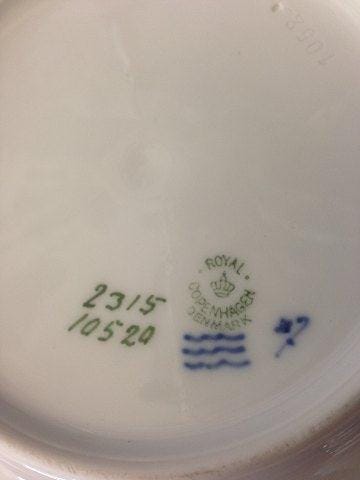 2315
10520
ROYAL
COPENHAGEN
DENMARK